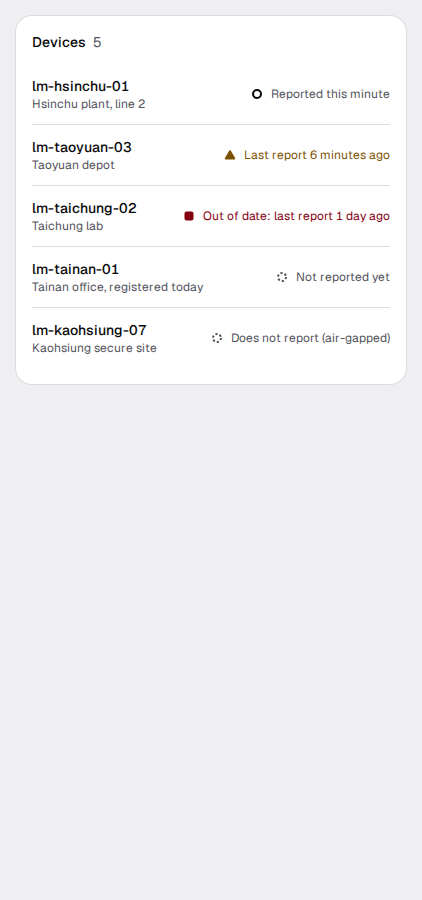 Devices 5
lm-hsinchu-01
Hsinchu plant, line 2
Reported this minute
lm-taoyuan-03
Taoyuan depot
Last report 6 minutes ago
lm-taichung-02
Taichung lab
Out of date: last report 1 day ago
lm-tainan-01
Tainan office, registered today
Not reported yet
lm-kaohsiung-07
Kaohsiung secure site
Does not report (air-gapped)